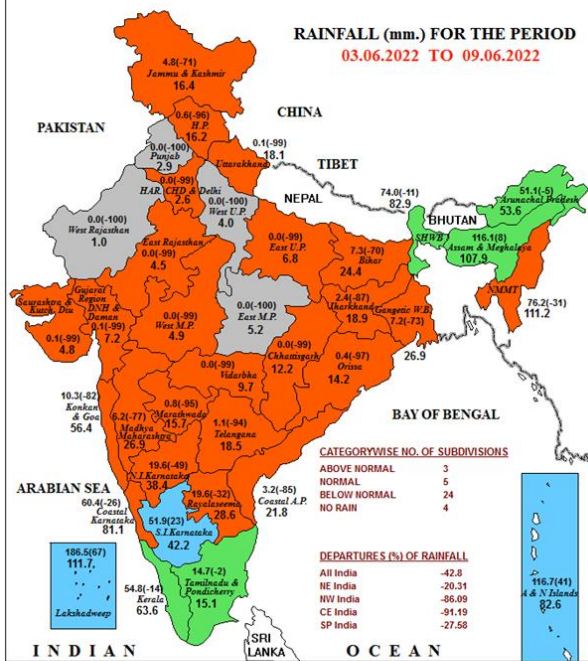 RAINFALL (mm.) FOR THE PERIOD
03.06.2022 TO 09.06.2022
4.8(-71)
Jammu & Kashmir
16.4
0.6(-96)
H.P.
16.2
CHINA
PAKISTAN
0.0(-100)
Punjab
2.9
0.1(-99)
18.1
Uttarakhand
TIBET
0.0(-99)
HAR. CHD & Delhi
2.6
0.0(-100)
West U.P.
4.0
NEPAL
74.0(-11)
82.9
51.1(-5)
Arunachal Pradesh
53.6
BHUTAN
0.0(-100)
West Rajasthan
1.0
SHWB
116.1(8)
Assam & Meghalaya
107.9
East Rajasthan
0.0(-99)
4.5
0.0(-99)
East U.P.
6.8
7.3(-70)
Bihar
24.4
NMMT
76.2(-31)
111.2
Saurashtra &
Kutch, Diu
0.1(-99)
4.8
Gujarat
Region
DNH &
Daman
0.1(-99)
7.2
0.0(-99)
West M.P.
4.9
0.0(-100)
East M.P.
5.2
2.4(-87)
Jharkhand
18.9
Gangetic W.B.
7.2(-73)
26.9
0.0(-99)
Chhattisgarh
12.2
0.4(-97)
Orissa
14.2
0.0(-99)
Vidarbha
9.7
10.3(-82)
Konkan
& Goa
56.4
6.2(-77)
Madhya
Maharashtra
26.9
0.8(-95)
Marathwada
15.7
1.1(-94)
Telangana
18.5
BAY OF BENGAL
ARABIAN SEA
19.6(-49)
N.I.Karnataka
38.4
19.6(-32)
Rayalaseema
28.6
3.2(-85)
Coastal A.P.
21.8
60.4(-26)
Coastal
Karnataka
81.1
51.9(23)
S.I.Karnataka
42.2
CATEGORYWISE NO. OF SUBDIVISIONS
ABOVE NORMAL 3
NORMAL 5
BELOW NORMAL 24
NO RAIN 4
186.5(67)
111.7
Lakshadweep
14.7(-2)
Tamilnadu &
Pondicherry
15.1
54.8(-14)
Kerala
63.6
DEPARTURES (%) OF RAINFALL
All India -42.8
NE India -20.31
NW India -86.09
CE India -91.19
SP India -27.58
116.7(41)
A & N Islands
82.6
SRI
LANKA
INDIAN OCEAN